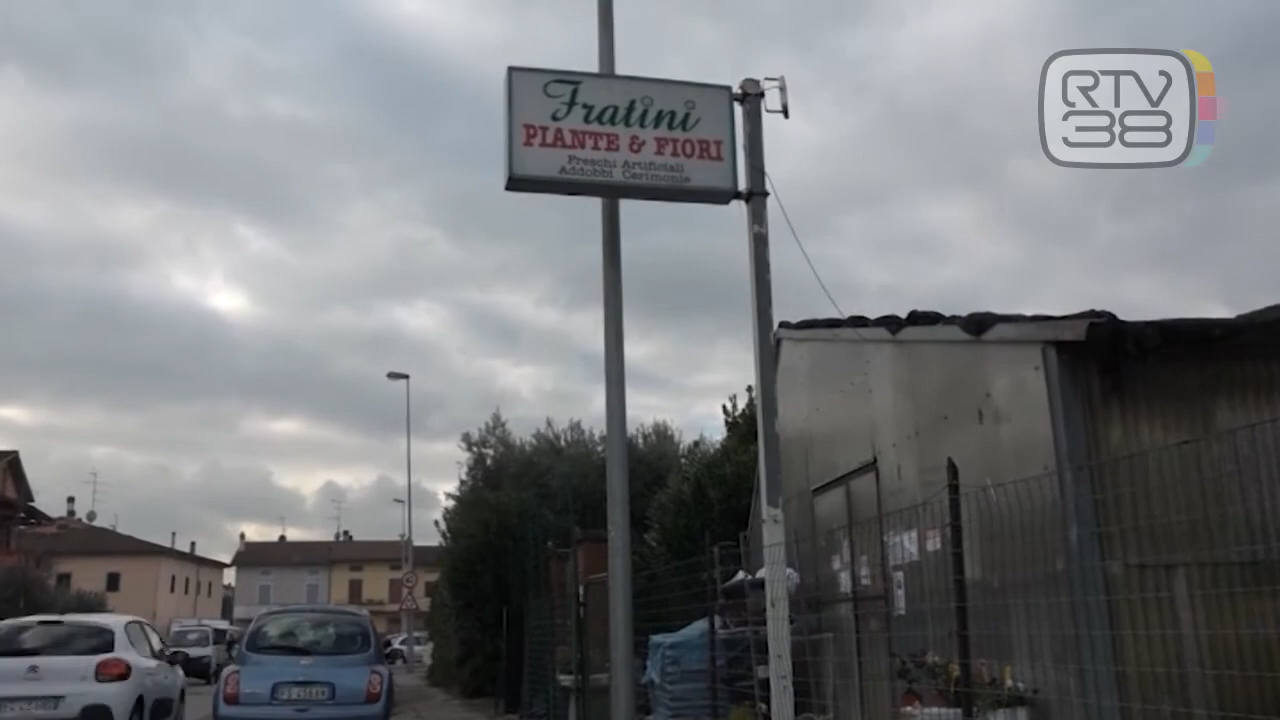 Fratini
PIANTE & FIORI
Freschi Artificiali
Addobbi Cerimonie
RTV
38